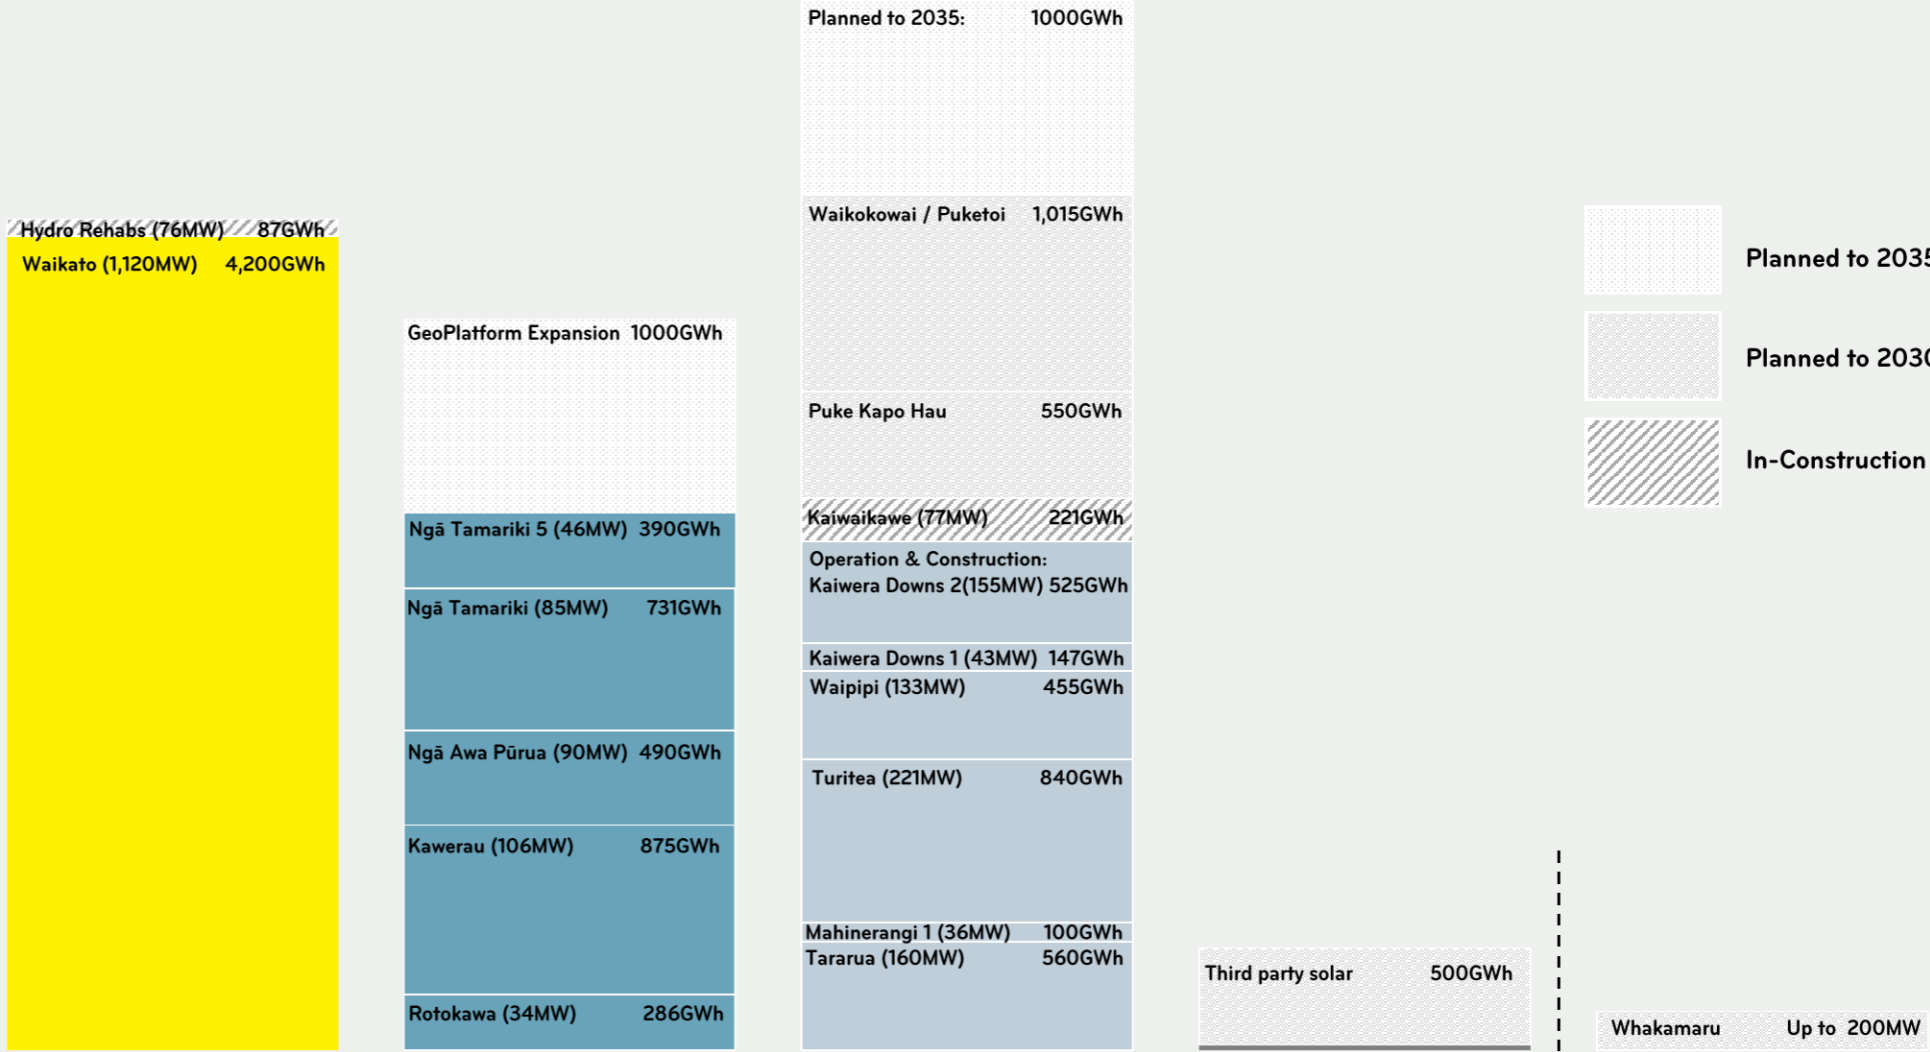 Hydro Rehabs (76MW) 87GWh
Waikato (1,120MW) 4,200GWh
GeoPlatform Expansion 1000GWh
Ngā Tamariki 5 (46MW) 390GWh
Ngā Tamariki (85MW) 731GWh
Ngā Awa Pūrua (90MW) 490GWh
Kawerau (106MW) 875GWh
Rotokawa (34MW) 286GWh
Planned to 2035: 1000GWh
Waikokowai / Puketoi 1,015GWh
Puke Kapo Hau 550GWh
Kaiwaikawe (77MW) 221GWh
Operation & Construction:
Kaiwera Downs 2(155MW) 525GWh
Kaiwera Downs 1 (43MW) 147GWh
Waipipi (133MW) 455GWh
Turitea (221MW) 840GWh
Mahinerangi 1 (36MW) 100GWh
Tararua (160MW) 560GWh
Third party solar 500GWh
Planned to 2035
Planned to 2030
In-Construction
Whakamaru Up to 200MW